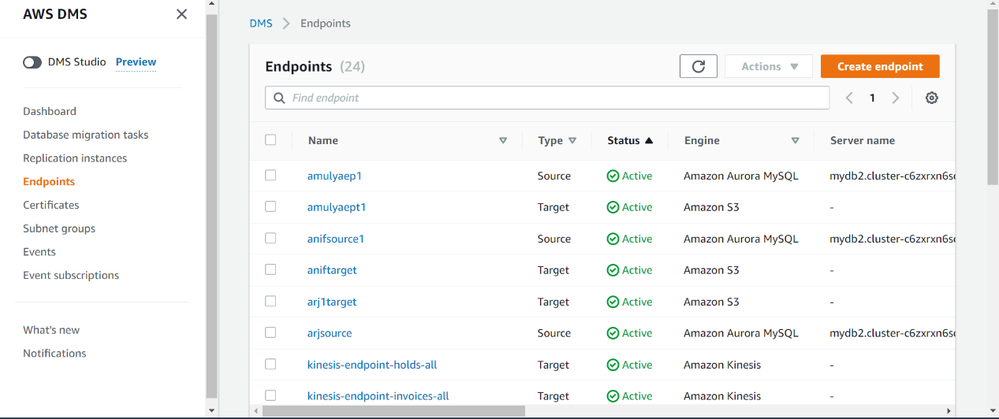 AWS DMS
DMS Studio Preview
Dashboard
Database migration tasks
Replication instances
Endpoints
Certificates
Subnet groups
Events
Event subscriptions
What's new
Notifications
DMS Endpoints
Endpoints (24) Actions Create endpoint
Find endpoint 1
Name Type Status Engine Server name
amulyaep1 Source Active Amazon Aurora MySQL mydb2.cluster-c6zxrxn6sc
amulyaept1 Target Active Amazon S3 -
anifsource1 Source Active Amazon Aurora MySQL mydb2.cluster-c6zxrxn6sc
aniftarget Target Active Amazon S3 -
arj1target Target Active Amazon S3 -
arjsource Source Active Amazon Aurora MySQL mydb2.cluster-c6zxrxn6sc
kinesis-endpoint-holds-all Target Active Amazon Kinesis -
kinesis-endpoint-invoices-all Target Active Amazon Kinesis -